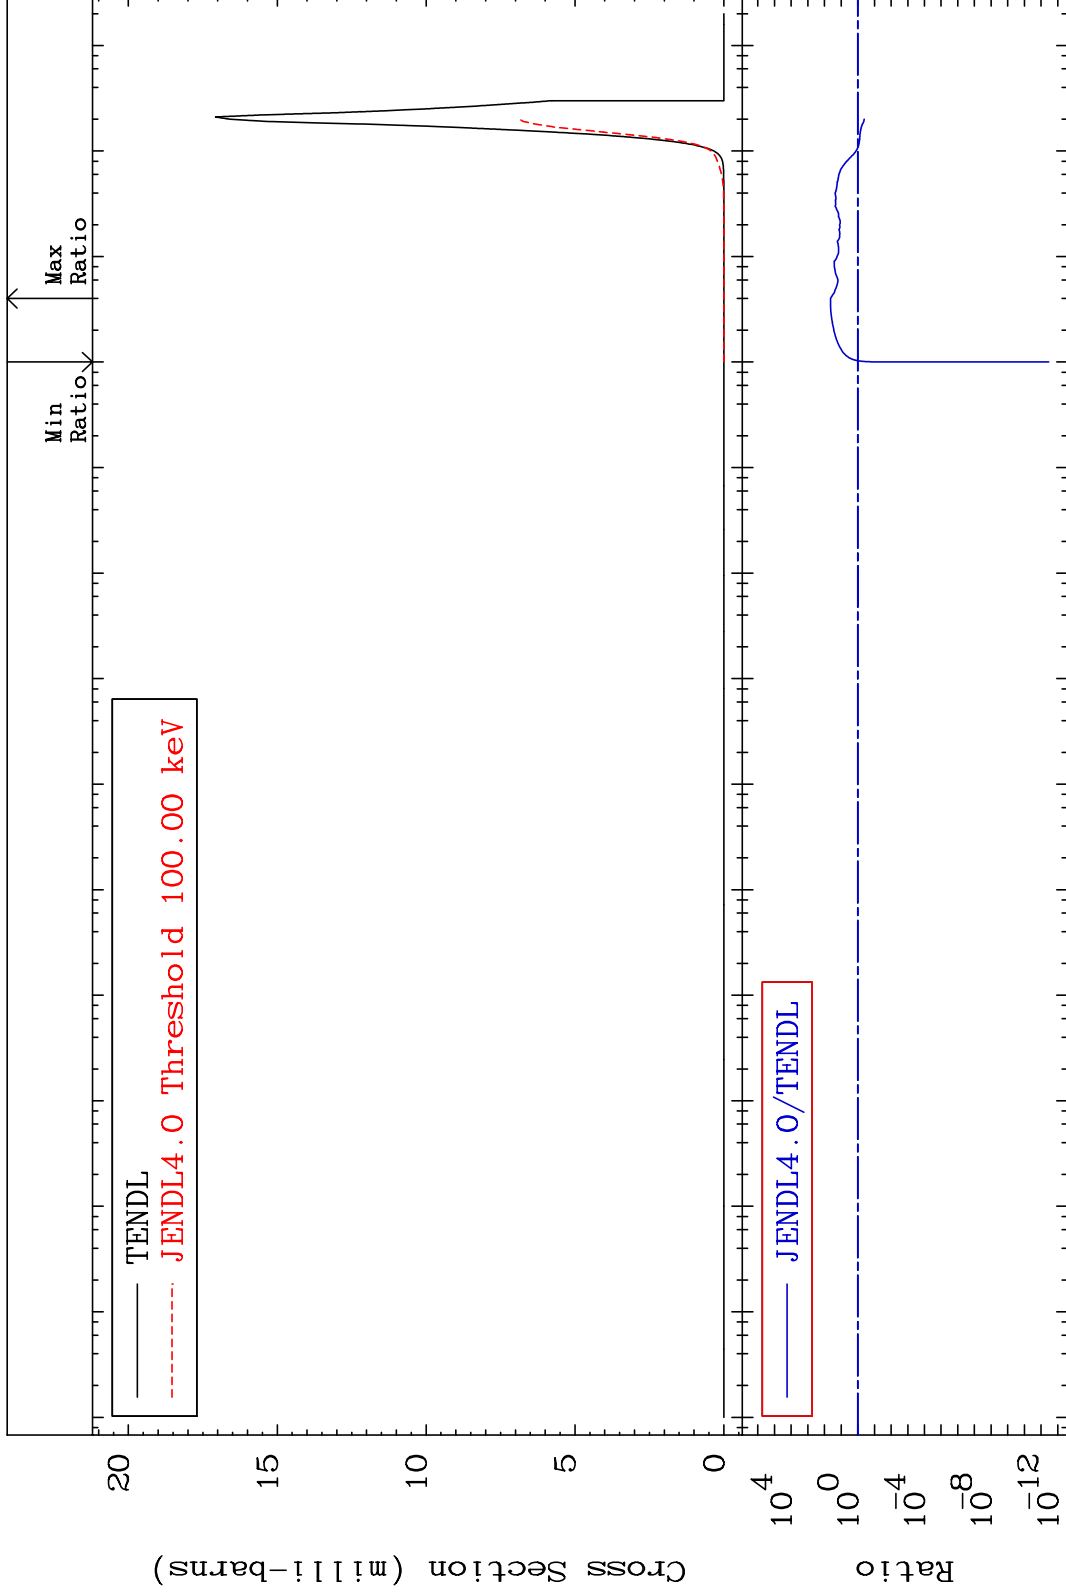 Max
Ratio
Min
Ratio
TENDL
JENDL4.0 Threshold 100.00 keV
20
15
10
5
0
Cross Section (milli-barns)
JENDL4.0/TENDL
10^4
10^0
10^-4
10^-8
10^-12
Ratio